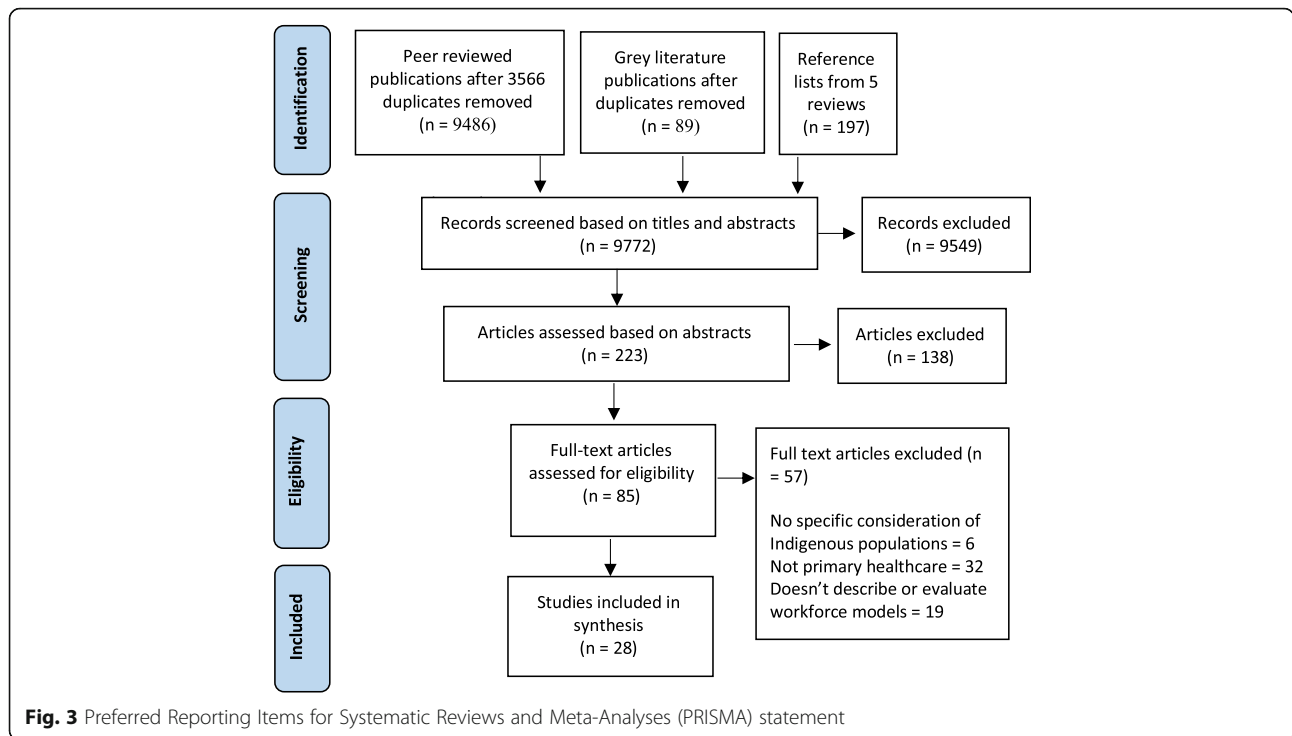 Identification
Peer reviewed
publications after 3566
duplicates removed
(n = 9486)
Grey literature
publications after
duplicates removed
(n = 89)
Reference
lists from 5
reviews
(n = 197)
Screening
Records screened based on titles and abstracts
(n = 9772)
Records excluded
(n = 9549)
Articles assessed based on abstracts
(n = 223)
Articles excluded
(n = 138)
Eligibility
Full-text articles
assessed for eligibility
(n = 85)
Full text articles excluded (n
= 57)
No specific consideration of
Indigenous populations = 6
Not primary healthcare = 32
Doesn't describe or evaluate
workforce models = 19
Included
Studies included in
synthesis
(n = 28)
Fig. 3 Preferred Reporting Items for Systematic Reviews and Meta-Analyses (PRISMA) statement